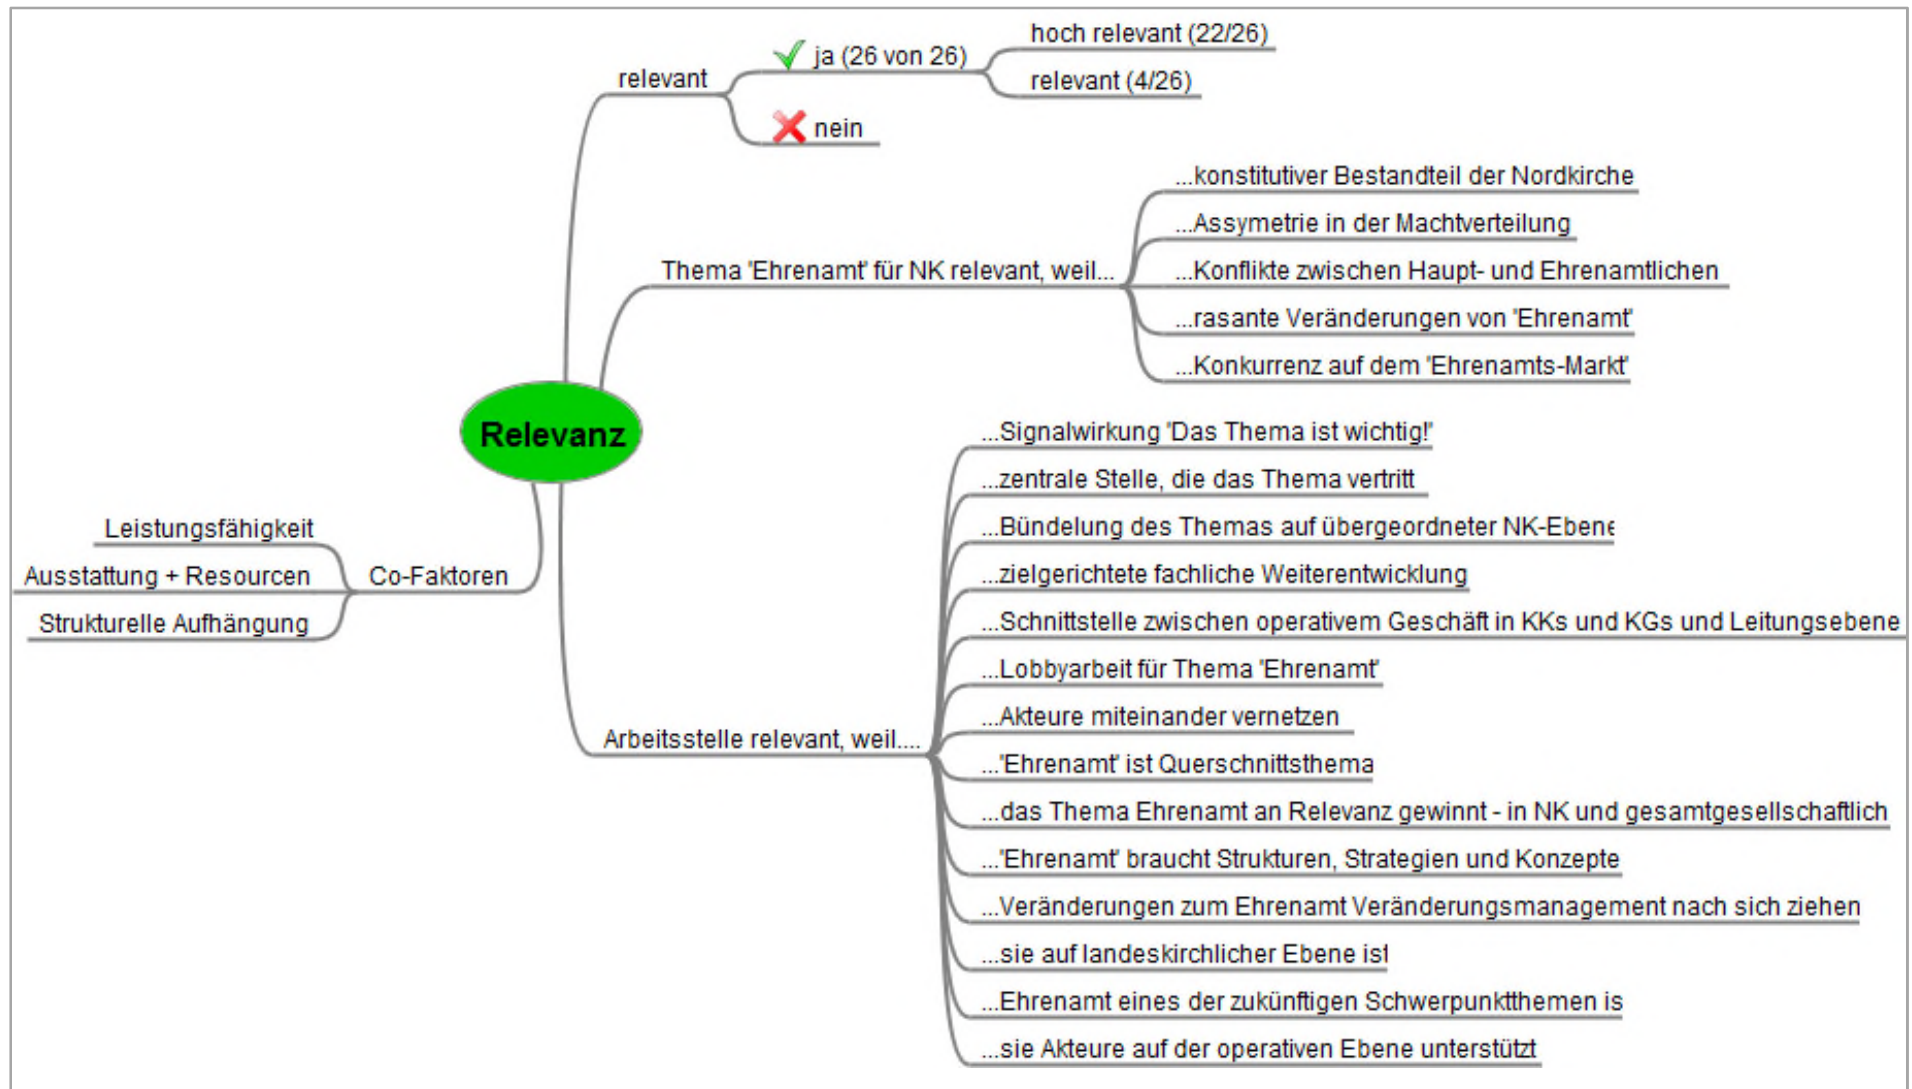 hoch relevant (22/26)
ja (26 von 26)
relevant
relevant (4/26)
nein
...konstitutiver Bestandteil der Nordkirche
...Assymetrie in der Machtverteilung
Thema 'Ehrenamt' für NK relevant, weil...
...Konflikte zwischen Haupt- und Ehrenamtlichen
...rasante Veränderungen von 'Ehrenamt'
...Konkurrenz auf dem 'Ehrenamts-Markt'
Relevanz
...Signalwirkung 'Das Thema ist wichtig!'
...zentrale Stelle, die das Thema vertritt
Leistungsfähigkeit
...Bündelung des Themas auf übergeordneter NK-Ebene
Ausstattung + Resourcen
Co-Faktoren
...zielgerichtete fachliche Weiterentwicklung
Strukturelle Aufhängung
...Schnittstelle zwischen operativem Geschäft in KKs und KGs und Leitungsebene
...Lobbyarbeit für Thema 'Ehrenamt'
...Akteure miteinander vernetzen
Arbeitsstelle relevant, weil....
...'Ehrenamt' ist Querschnittsthema
...das Thema Ehrenamt an Relevanz gewinnt - in NK und gesamtgesellschaftlich
...'Ehrenamt' braucht Strukturen, Strategien und Konzepte
...Veränderungen zum Ehrenamt Veränderungsmanagement nach sich ziehen
...sie auf landeskirchlicher Ebene ist
...Ehrenamt eines der zukünftigen Schwerpunktthemen is
...sie Akteure auf der operativen Ebene unterstützt